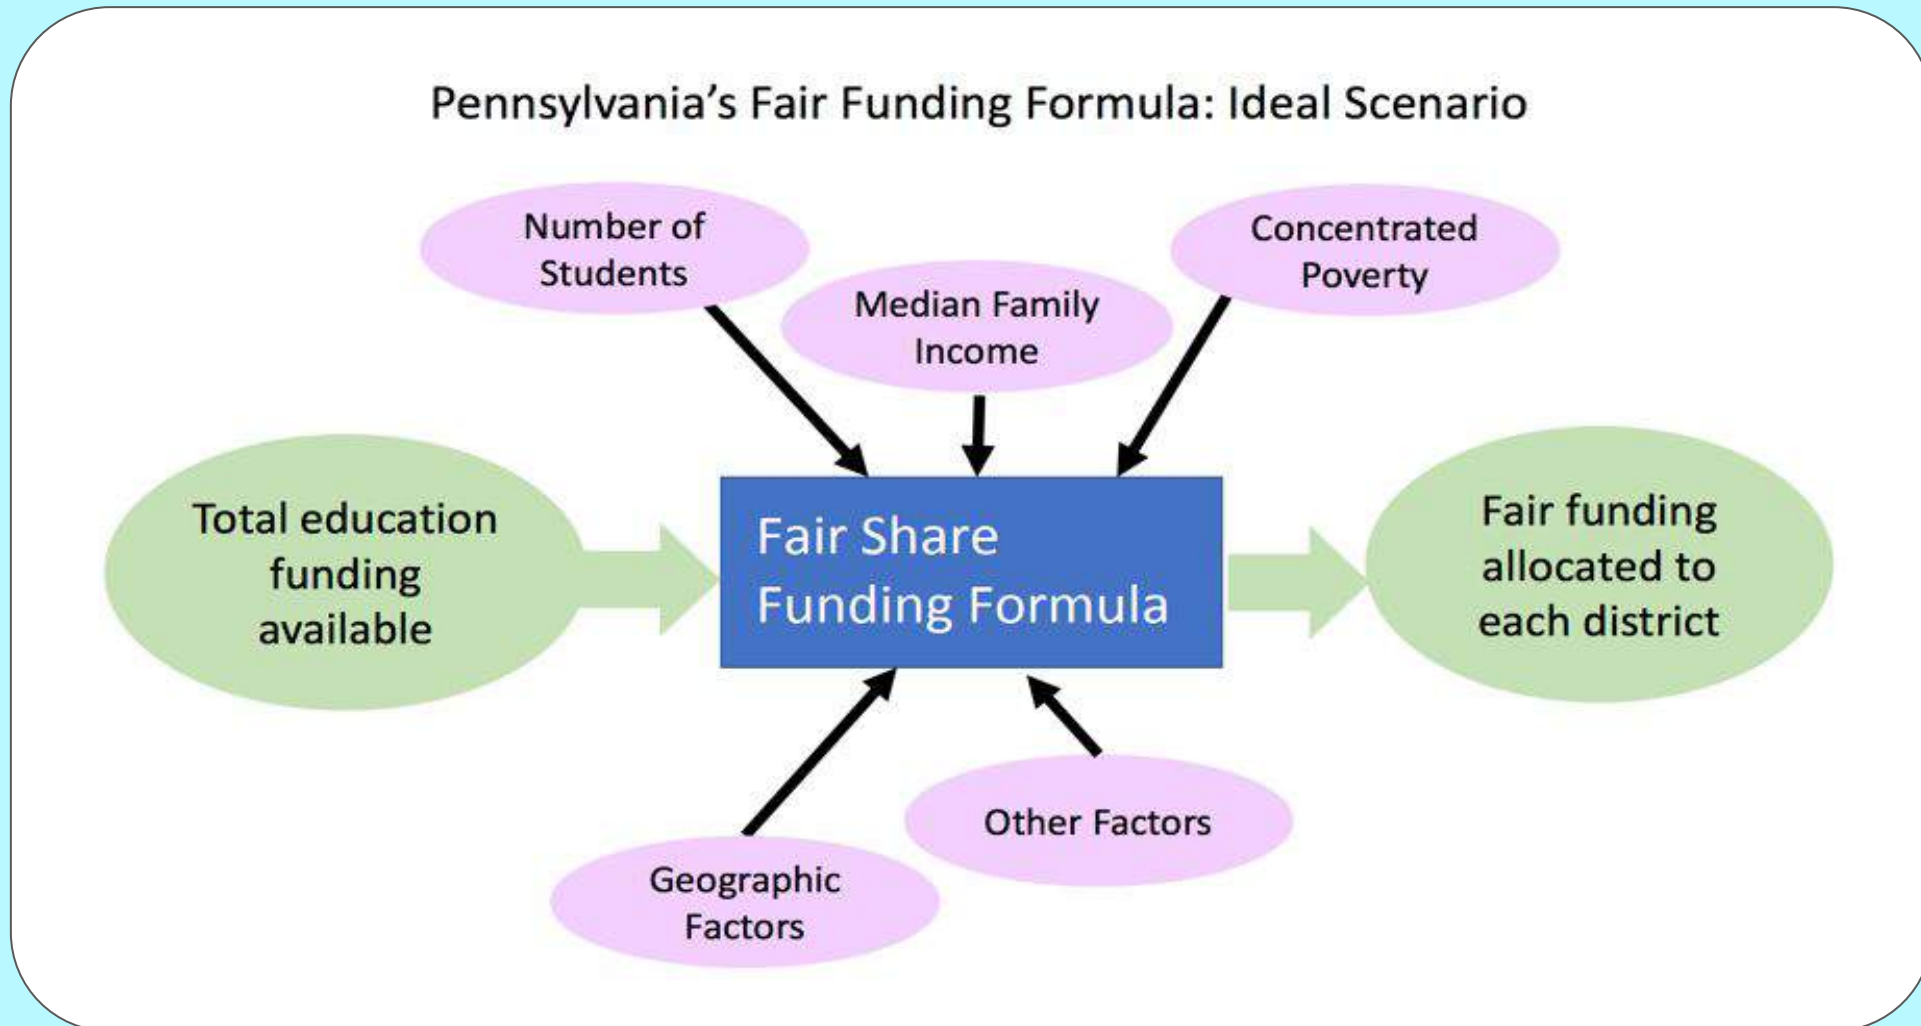 Pennsylvania’s Fair Funding Formula: Ideal Scenario
Number of
Students
Median Family
Income
Concentrated
Poverty
Total education
funding
available
Fair Share
Funding Formula
Fair funding
allocated to
each district
Geographic
Factors
Other Factors